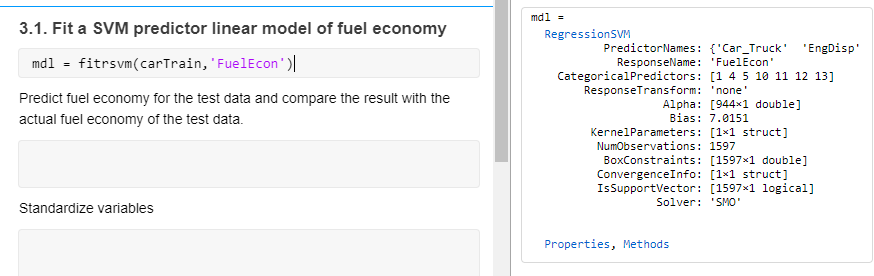 3.1. Fit a SVM predictor linear model of fuel economy
mdl = fitrsvm(carTrain,'FuelEcon')
Predict fuel economy for the test data and compare the result with the
actual fuel economy of the test data.
Standardize variables
mdl =
RegressionSVM
PredictorNames: {'Car_Truck'  'EngDisp'
ResponseName: 'FuelEcon'
CategoricalPredictors: [1 4 5 10 11 12 13]
ResponseTransform: 'none'
Alpha: [944×1 double]
Bias: 7.0151
KernelParameters: [1×1 struct]
NumObservations: 1597
BoxConstraints: [1597×1 double]
ConvergenceInfo: [1×1 struct]
IsSupportVector: [1597×1 logical]
Solver: 'SMO'
Properties, Methods